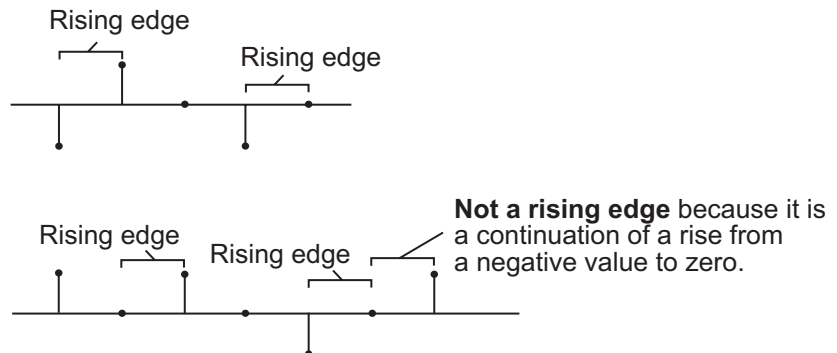 Rising edge
Rising edge
Not a rising edge because it is
a continuation of a rise from
a negative value to zero.
Rising edge
Rising edge